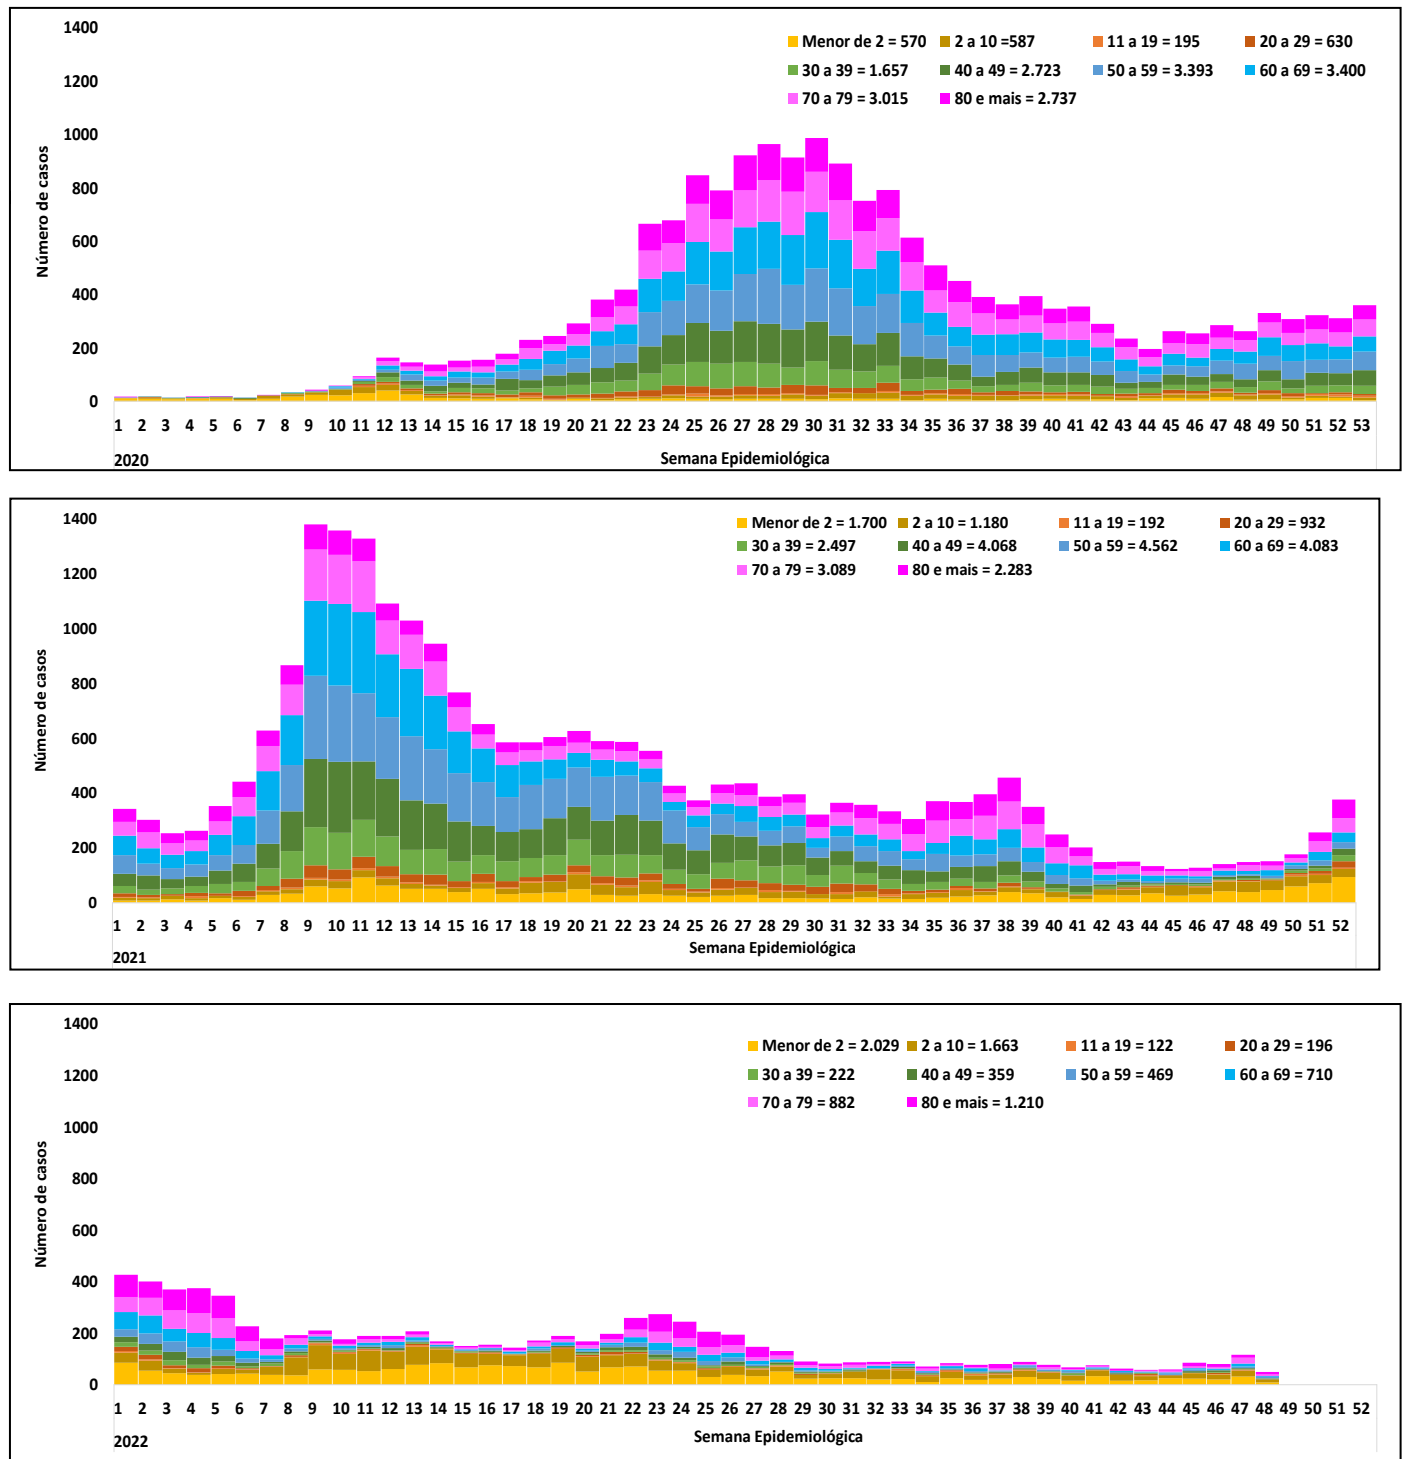 1400
Menor de 2 = 570 2 a 10 =587 11 a 19 = 195 20 a 29 = 630
30 a 39 = 1.657 40 a 49 = 2.723 50 a 59 = 3.393 60 a 69 = 3.400
70 a 79 = 3.015 80 e mais = 2.737
1200
1000
800
600
400
200
0
Número de casos
1 2 3 4 5 6 7 8 9 10 11 12 13 14 15 16 17 18 19 20 21 22 23 24 25 26 27 28 29 30 31 32 33 34 35 36 37 38 39 40 41 42 43 44 45 46 47 48 49 50 51 52 53
2020
Semana Epidemiológica
1400
Menor de 2 = 1.700 2 a 10 = 1.180 11 a 19 = 192 20 a 29 = 932
30 a 39 = 2.497 40 a 49 = 4.068 50 a 59 = 4.562 60 a 69 = 4.083
70 a 79 = 3.089 80 e mais = 2.283
1200
1000
800
600
400
200
0
Número de casos
1 2 3 4 5 6 7 8 9 10 11 12 13 14 15 16 17 18 19 20 21 22 23 24 25 26 27 28 29 30 31 32 33 34 35 36 37 38 39 40 41 42 43 44 45 46 47 48 49 50 51 52
2021
Semana Epidemiológica
1400
Menor de 2 = 2.029 2 a 10 = 1.663 11 a 19 = 122 20 a 29 = 196
30 a 39 = 222 40 a 49 = 359 50 a 59 = 469 60 a 69 = 710
70 a 79 = 882 80 e mais = 1.210
1200
1000
800
600
400
200
0
Número de casos
1 2 3 4 5 6 7 8 9 10 11 12 13 14 15 16 17 18 19 20 21 22 23 24 25 26 27 28 29 30 31 32 33 34 35 36 37 38 39 40 41 42 43 44 45 46 47 48 49 50 51 52
2022
Semana Epidemiológica